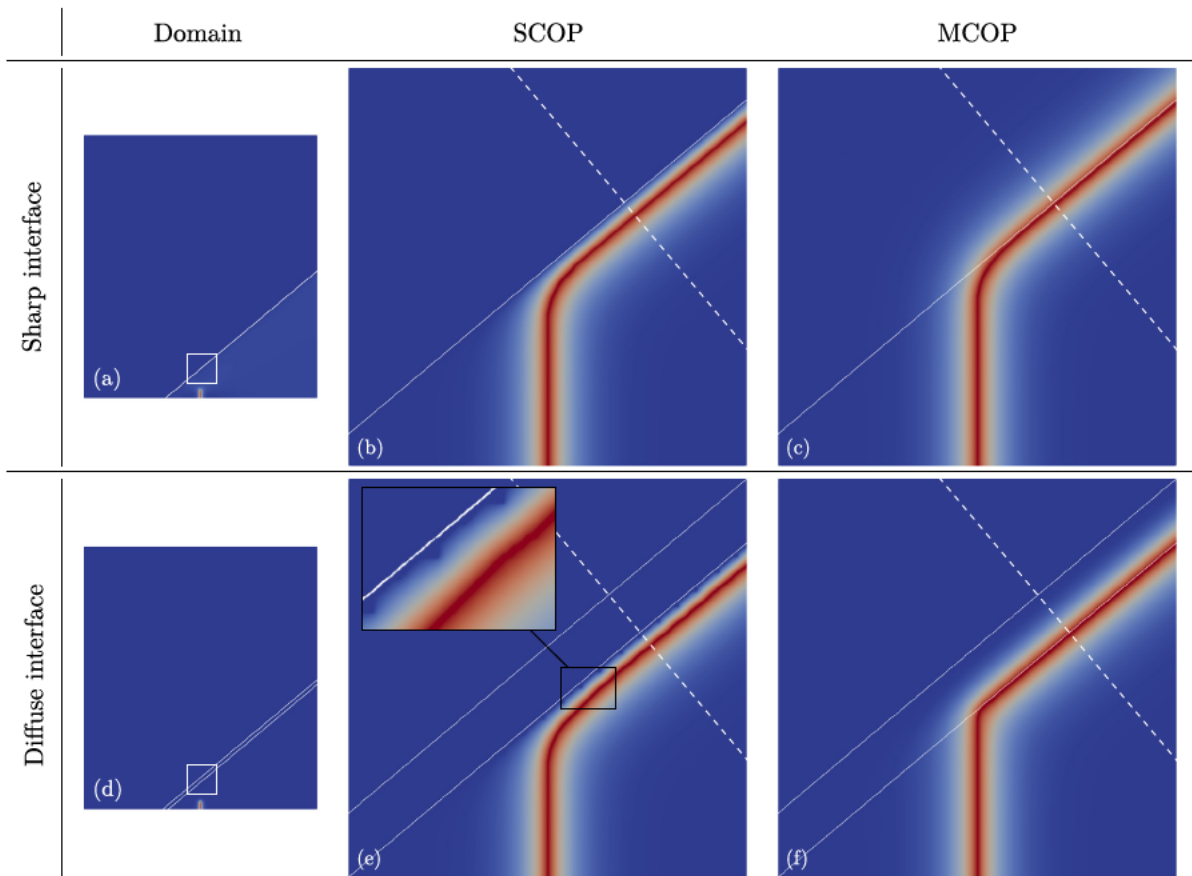 Domain SCOP MCOP
Sharp interface
(a) (b) (c)
Diffuse interface
(d) (e) (f)